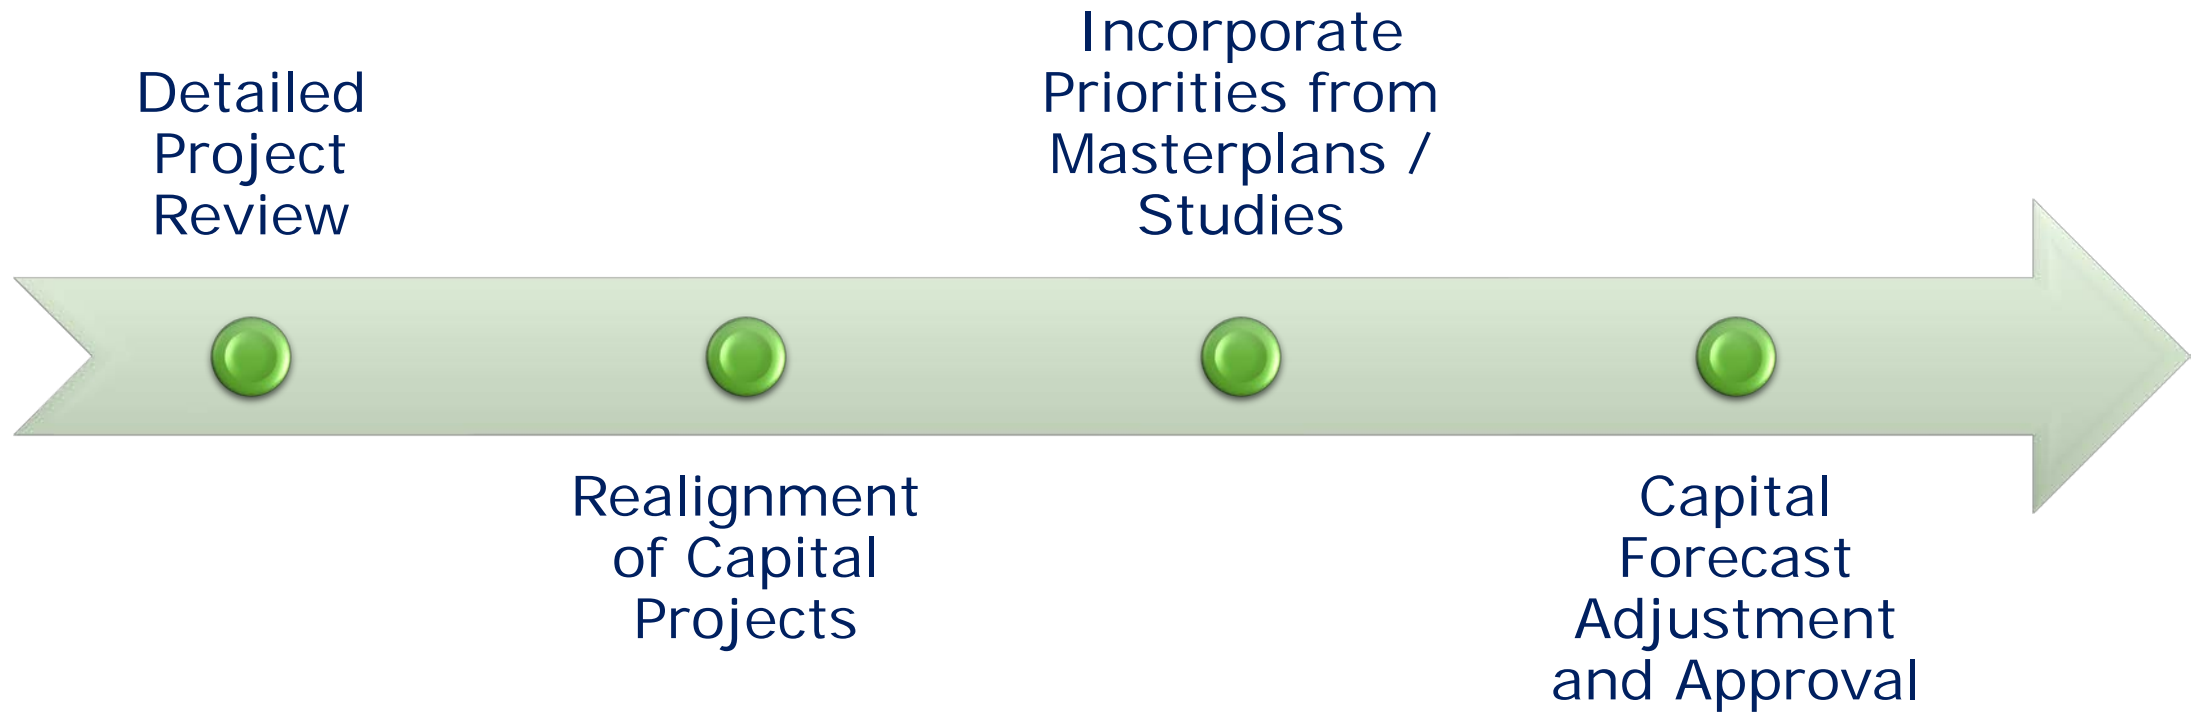 Detailed
Project
Review
Realignment
of Capital
Projects
Incorporate
Priorities from
Masterplans /
Studies
Capital
Forecast
Adjustment
and Approval